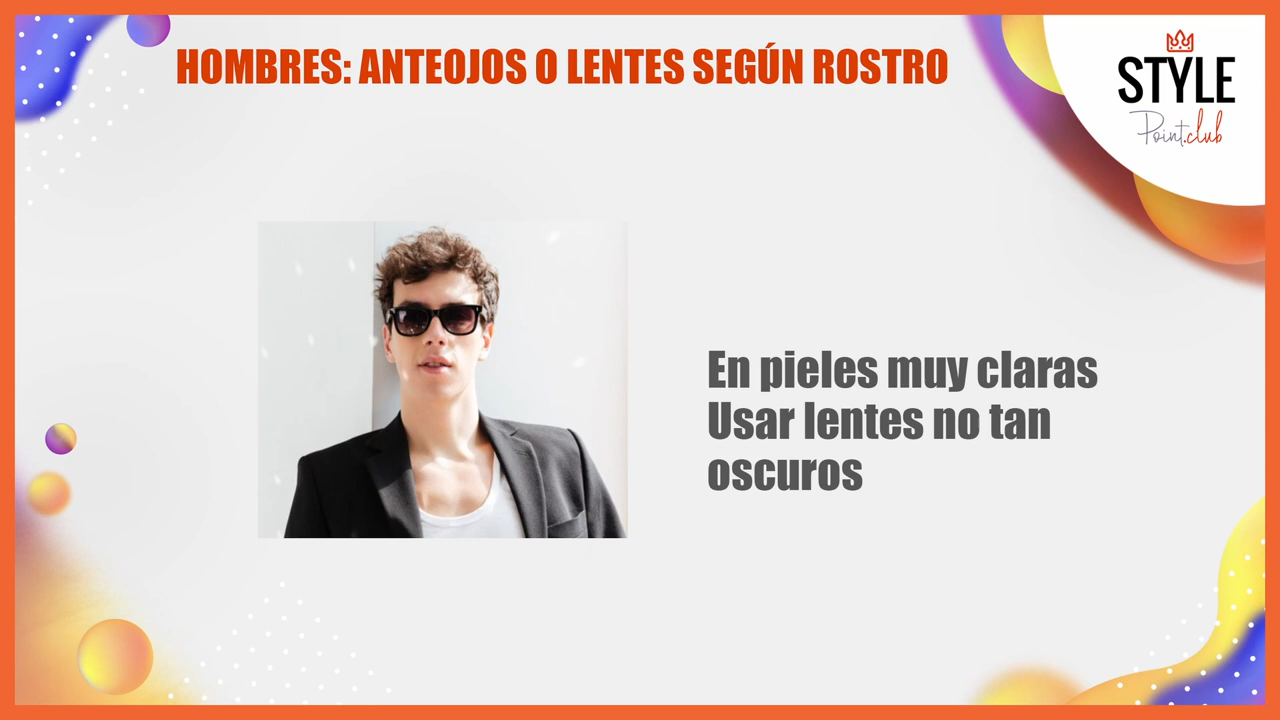 HOMBRES: ANTEOJOS O LENTES SEGÚN ROSTRO
STYLE
Point.club
En pieles muy claras
Usar lentes no tan
oscuros